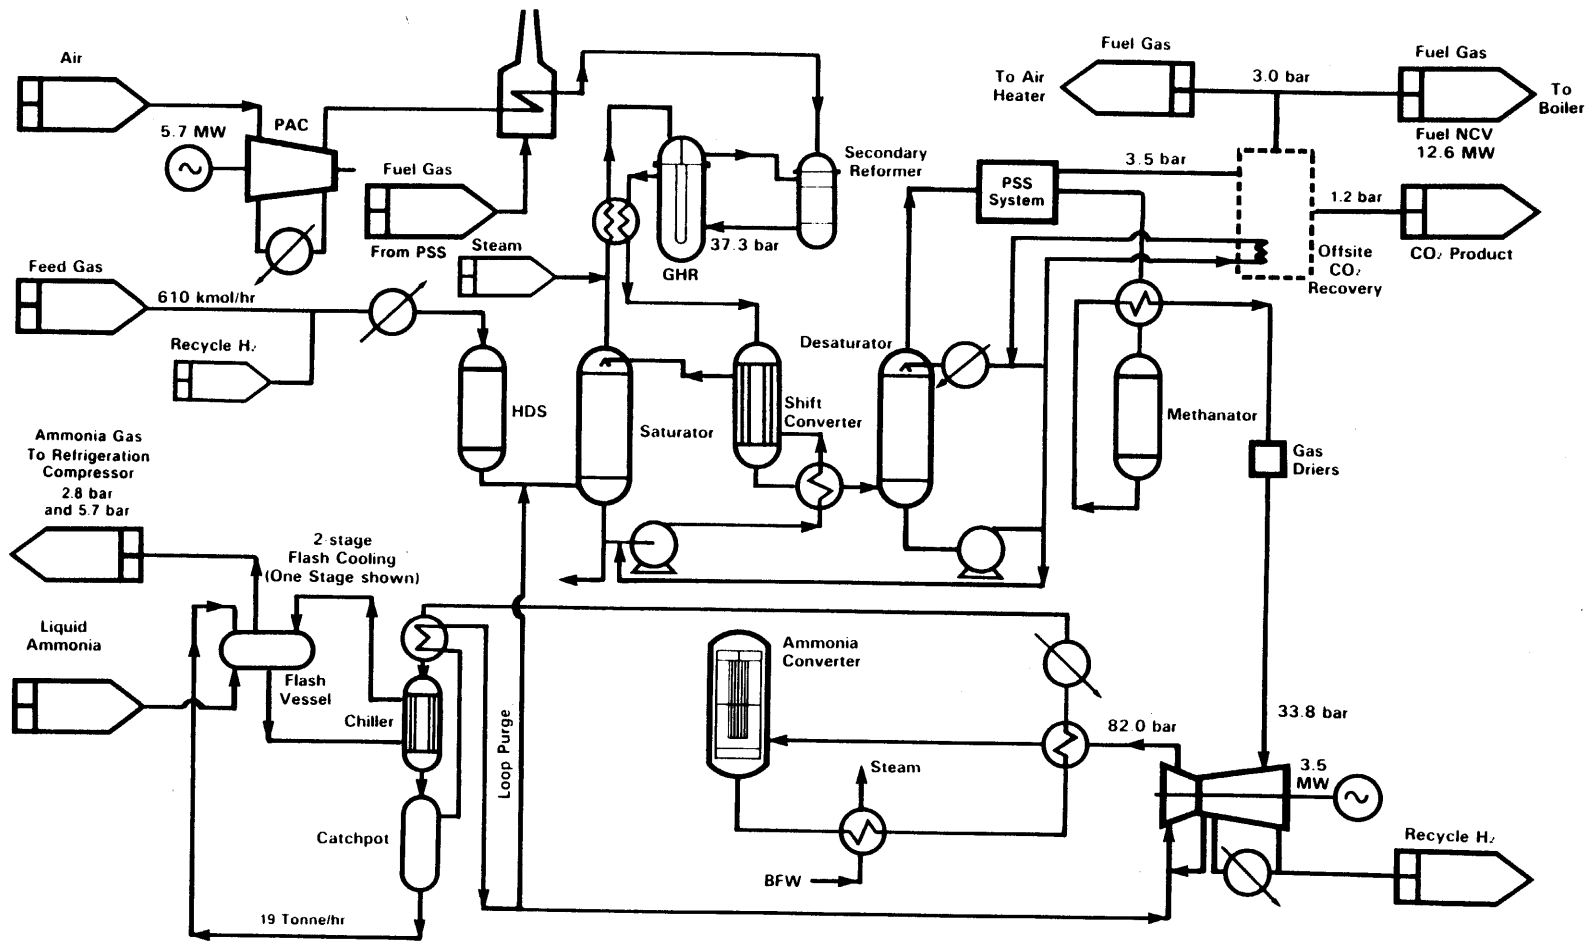 Air
5.7 MW
PAC
Fuel Gas
From PSS
Steam
GHR
37.3 bar
Secondary
Reformer
Fuel Gas
To Air
Heater
3.0 bar
Fuel Gas
To
Boiler
Fuel NCV
12.6 MW
3.5 bar
PSS
System
1.2 bar
CO₂ Product
Offsite
CO₂
Recovery
Feed Gas
610 kmol/hr
Recycle H₂
HDS
Saturator
Shift
Converter
Desaturator
Methanator
Gas
Driers
Ammonia Gas
To Refrigeration
Compressor
2.8 bar
and 5.7 bar
2-stage
Flash Cooling
(One Stage shown)
Liquid
Ammonia
Flash
Vessel
Chiller
Catchpot
19 Tonne/hr
Loop Purge
Ammonia
Converter
Steam
BFW
82.0 bar
33.8 bar
3.5
MW
Recycle H₂